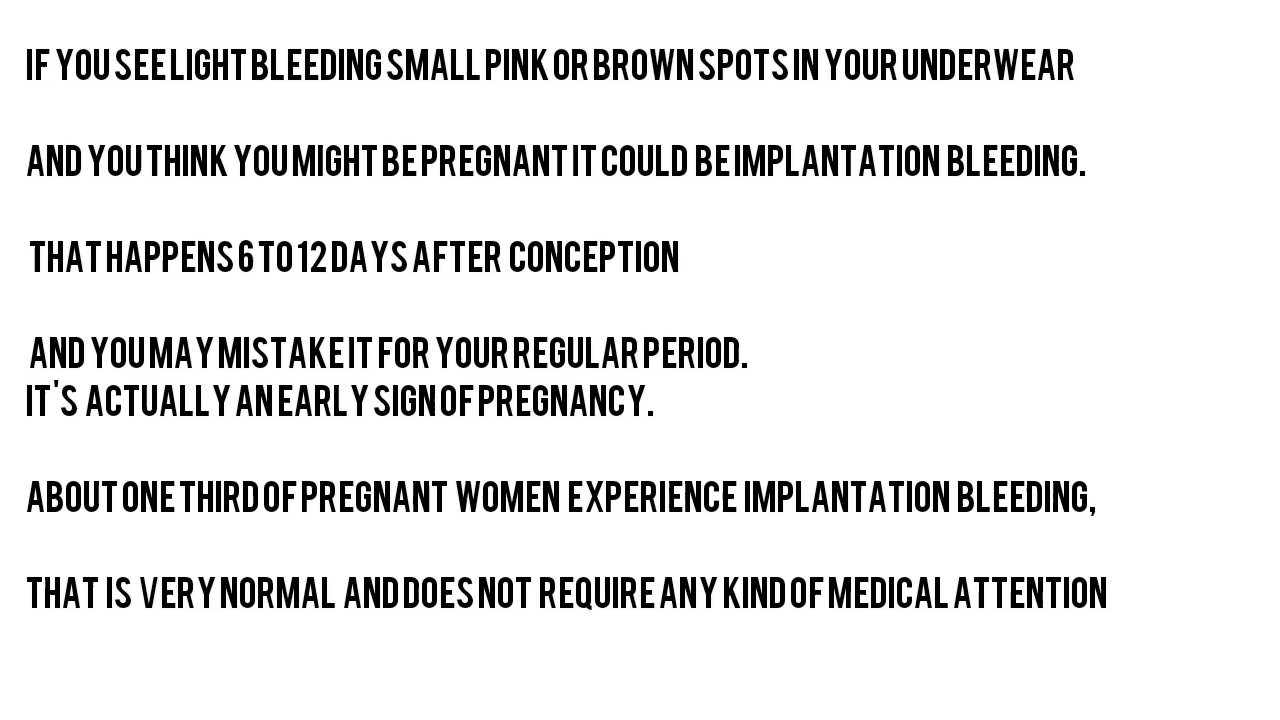 IF YOU SEE LIGHT BLEEDING SMALL PINK OR BROWN SPOTS IN YOUR UNDERWEAR
AND YOU THINK YOU MIGHT BE PREGNANT IT COULD BE IMPLANTATION BLEEDING.
THAT HAPPENS 6 TO 12 DAYS AFTER CONCEPTION
AND YOU MAY MISTAKE IT FOR YOUR REGULAR PERIOD.
IT'S ACTUALLY AN EARLY SIGN OF PREGNANCY.
ABOUT ONE THIRD OF PREGNANT WOMEN EXPERIENCE IMPLANTATION BLEEDING,
THAT IS VERY NORMAL AND DOES NOT REQUIRE ANY KIND OF MEDICAL ATTENTION